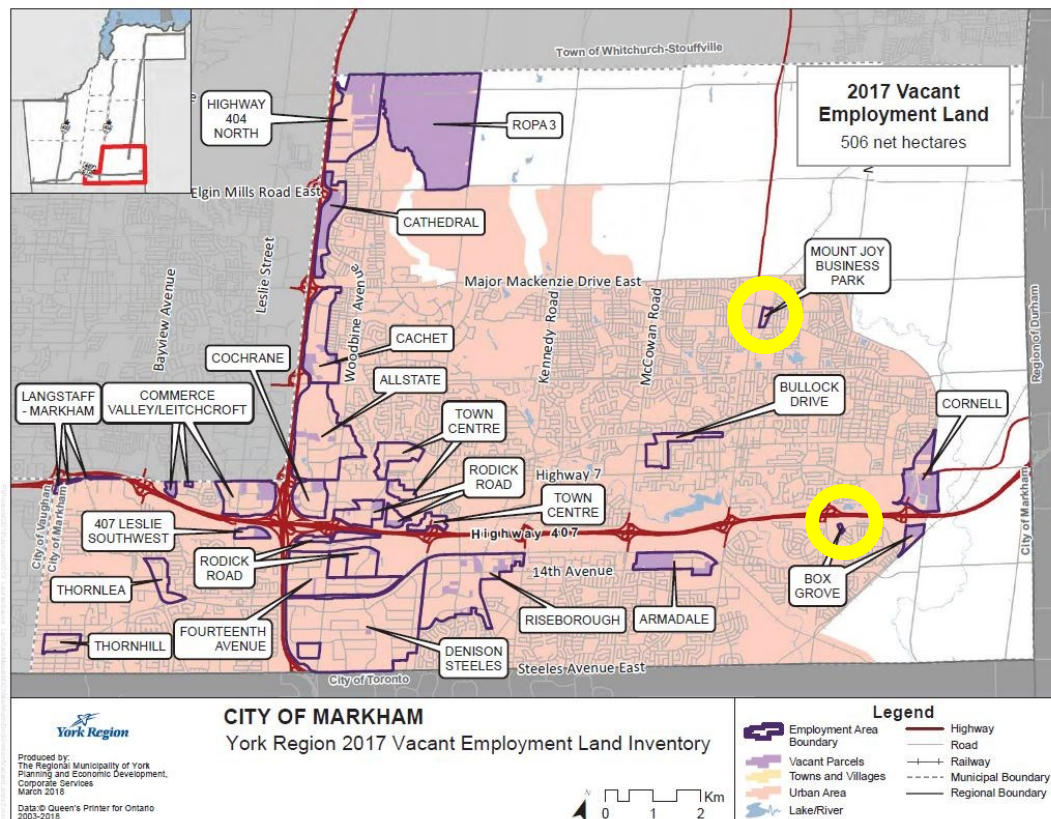 Town of Whitchurch-Stouffville
2017 Vacant
Employment Land
506 net hectares
HIGHWAY
404
NORTH
ROPA 3
Elgin Mills Road East
CATHEDRAL
Leslie Street
Bayview Avenue
Woodbine Avenue
Major Mackenzie Drive East
MOUNT JOY
BUSINESS
PARK
Kennedy Road
McCowan Road
Region of Durham
CACHET
COCHRANE
ALLSTATE
LANGSTAFF
- MARKHAM
COMMERCE
VALLEY/LEITCHCROFT
TOWN
CENTRE
BULLOCK
DRIVE
CORNELL
Highway 7
RODICK
ROAD
TOWN
CENTRE
City of Vaughan
City of Markham
City of Markham
407 LESLIE
SOUTHWEST
Highway 407
RODICK
ROAD
14th Avenue
BOX
GROVE
THORNLEA
FOURTEENTH
AVENUE
RISEBOROUGH
ARMADALE
THORNHILL
DENISON
STEELES
Steeles Avenue East
City of Toronto
York Region
Produced by:
The Regional Municipality of York
Planning and Economic Development,
Corporate Services
March 2018
Data:© Queen's Printer for Ontario
2003-2018
CITY OF MARKHAM
York Region 2017 Vacant Employment Land Inventory
Km
0 1 2
Legend
Employment Area
Boundary
Vacant Parcels
Towns and Villages
Urban Area
Lake/River
Highway
Road
Railway
Municipal Boundary
Regional Boundary